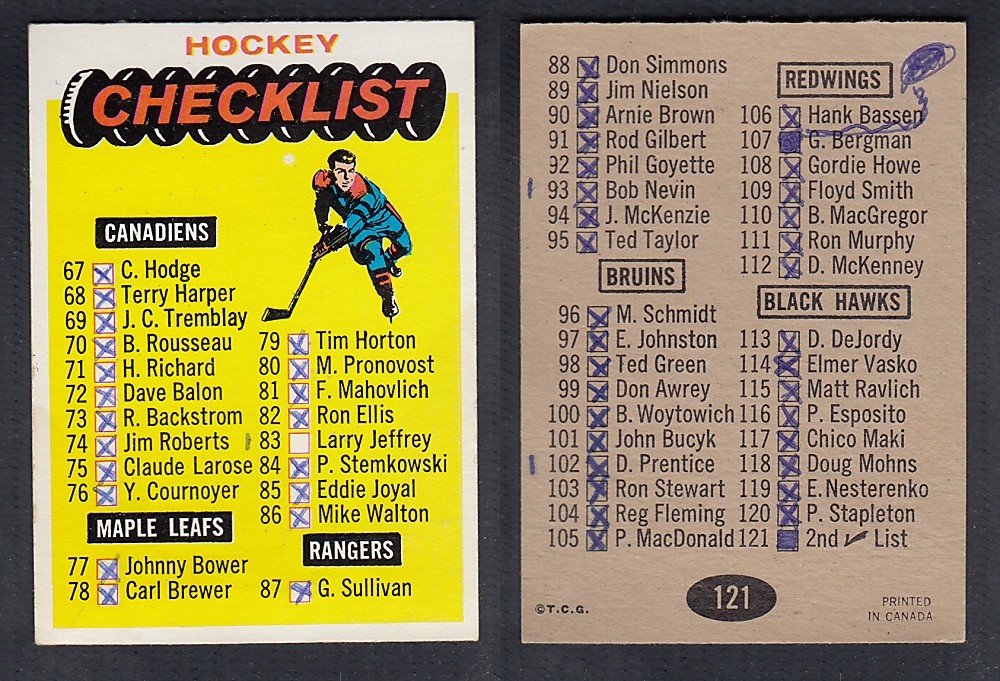 HOCKEY
CHECKLIST
CANADIENS
67 C. Hodge
68 Terry Harper
69 J. C. Tremblay
70 B. Rousseau
71 H. Richard
72 Dave Balon
73 R. Backstrom
74 Jim Roberts
75 Claude Larose
76 Y. Cournoyer
MAPLE LEAFS
77 Johnny Bower
78 Carl Brewer
79 Tim Horton
80 M. Pronovost
81 F. Mahovlich
82 Ron Ellis
83 Larry Jeffrey
84 P. Stemkowski
85 Eddie Joyal
86 Mike Walton
RANGERS
87 G. Sullivan
88 Don Simmons
89 Jim Nielson
90 Arnie Brown
91 Rod Gilbert
92 Phil Goyette
93 Bob Nevin
94 J. McKenzie
95 Ted Taylor
BRUINS
96 M. Schmidt
97 E. Johnston
98 Ted Green
99 Don Awrey
100 B. Woytowich
101 John Bucyk
102 D. Prentice
103 Ron Stewart
104 Reg Fleming
105 P. MacDonald
REDWINGS
106 Hank Bassen
107 G. Bergman
108 Gordie Howe
109 Floyd Smith
110 B. MacGregor
111 Ron Murphy
112 D. McKenney
BLACK HAWKS
113 D. DeJordy
114 Elmer Vasko
115 Matt Ravlich
116 P. Esposito
117 Chico Maki
118 Doug Mohns
119 E. Nesterenko
120 P. Stapleton
121 2nd ✓ List
©T.C.G.
121
PRINTED
IN CANADA